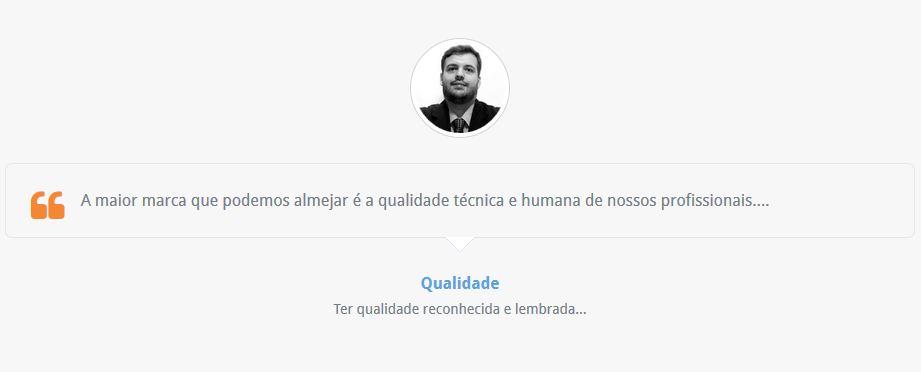 A maior marca que podemos almejar é a qualidade técnica e humana de nossos profissionais....
Qualidade
Ter qualidade reconhecida e lembrada...